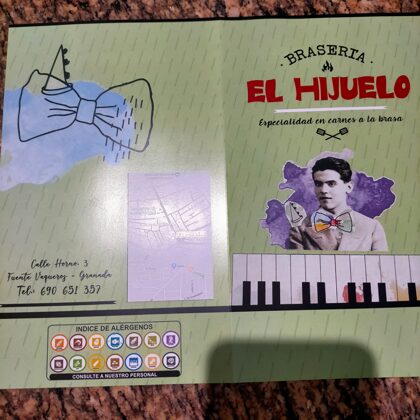 BRASERIA
EL HIJUELO
Especialidad en carnes a la brasa
Calle Horno, 3
Fuente Vaqueros - Granada
Tel.: 690 651 357
INDICE DE ALÉRGENOS
CONSULTE A NUESTRO PERSONAL